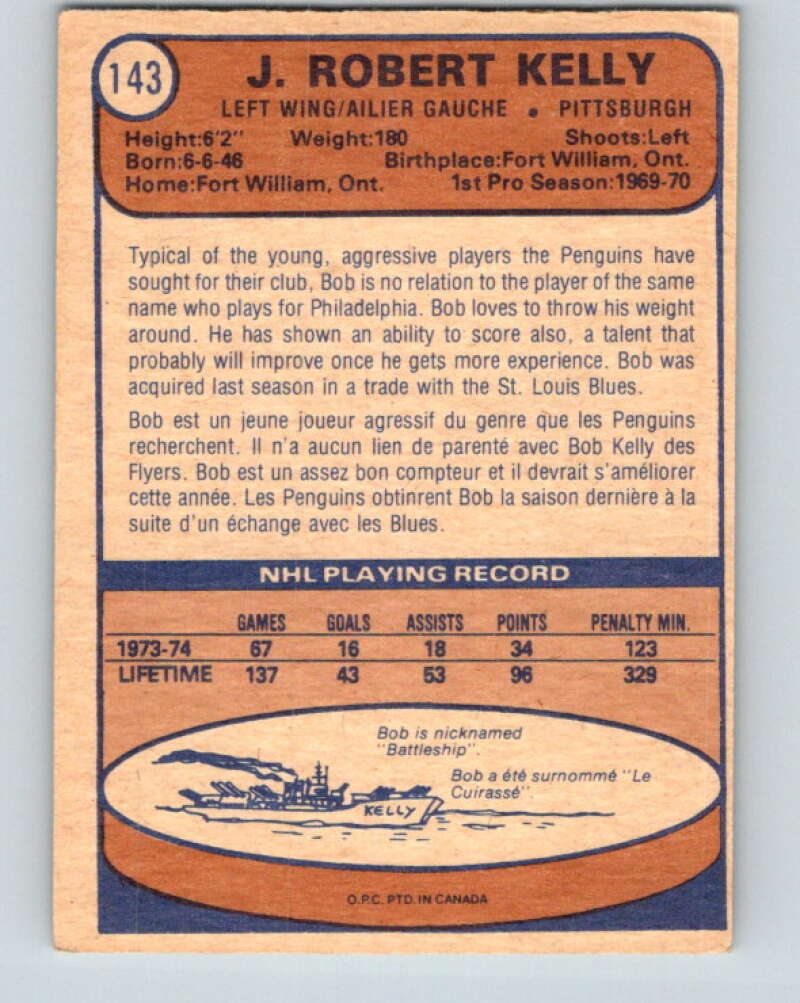 143
J. ROBERT KELLY
LEFT WING/AILIER GAUCHE • PITTSBURGH
Height:6'2" Weight:180 Shoots:Left
Born:6-6-46 Birthplace:Fort William, Ont.
Home:Fort William, Ont. 1st Pro Season:1969-70
Typical of the young, aggressive players the Penguins have
sought for their club, Bob is no relation to the player of the same
name who plays for Philadelphia. Bob loves to throw his weight
around. He has shown an ability to score also, a talent that
probably will improve once he gets more experience. Bob was
acquired last season in a trade with the St. Louis Blues.
Bob est un jeune joueur agressif du genre que les Penguins
recherchent. Il n'a aucun lien de parenté avec Bob Kelly des
Flyers. Bob est un assez bon compteur et il devrait s'améliorer
cette année. Les Penguins obtinrent Bob la saison dernière à la
suite d'un échange avec les Blues.
NHL PLAYING RECORD
GAMES GOALS ASSISTS POINTS PENALTY MIN.
1973-74 67 16 18 34 123
LIFETIME 137 43 53 96 329
Bob is nicknamed
"Battleship".
Bob a été surnommé "Le
Cuirassé".
KELLY
O.P.C. PTD. IN CANADA